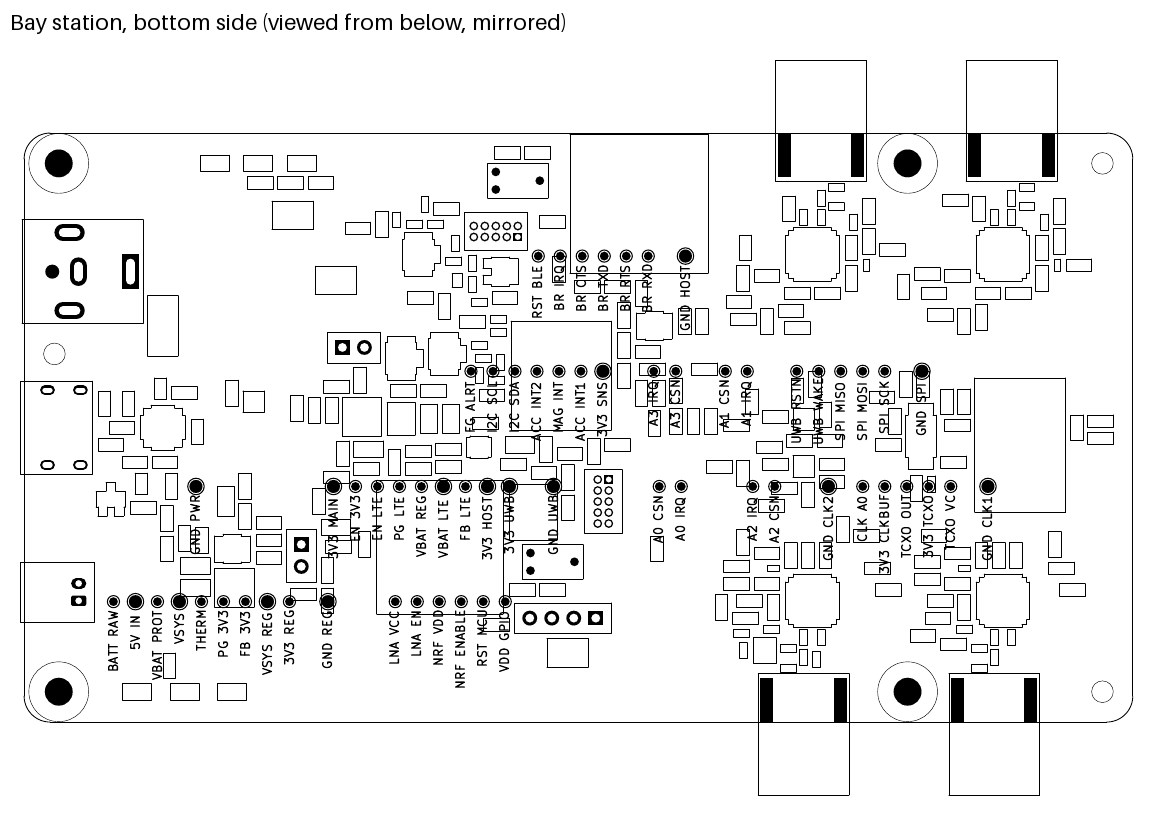 Bay station, bottom side (viewed from below, mirrored)
RST BLE
BR IRQ
BR CTS
BR TXD
BR RTS
BR RXD
GND HOST
FG ALRT
I2C SCL
I2C SDA
ACC INT2
MAG INT
ACC INT1
3V3 SNS
A3 IRQ
A3 CSN
A1 CSN
A1 IRQ
UWB RSTN
UWB WAKE
SPI MISO
SPI MOSI
SPI SCK
GND SPI
GND PWR
3V3 MAIN
EN 3V3
EN LTE
PG LTE
VBAT REG
VBAT LTE
FB LTE
3V3 HOST
3V3 UWB
GND UWB
A0 CSN
A0 IRQ
A2 IRQ
A2 CSN
GND CLK2
CLK A0
3V3 CLKBUF
TCXO OUT
3V3 TCXO
TCXO VC
GND CLK1
BATT RAW
5V IN
VBAT PROT
VSYS
THERM
PG 3V3
FB 3V3
VSYS REG
3V3 REG
GND REG
LNA VCC
LNA EN
NRF VDD
NRF ENABLE
RST MCU
VDD GPIO